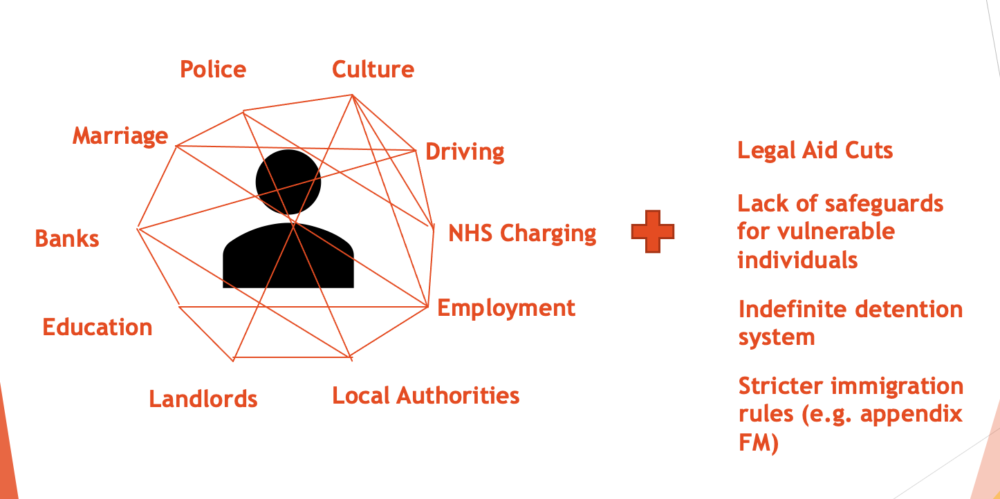 Police
Culture
Marriage
Driving
Banks
NHS Charging
Education
Employment
Landlords
Local Authorities
Legal Aid Cuts
Lack of safeguards
for vulnerable
individuals
Indefinite detention
system
Stricter immigration
rules (e.g. appendix
FM)